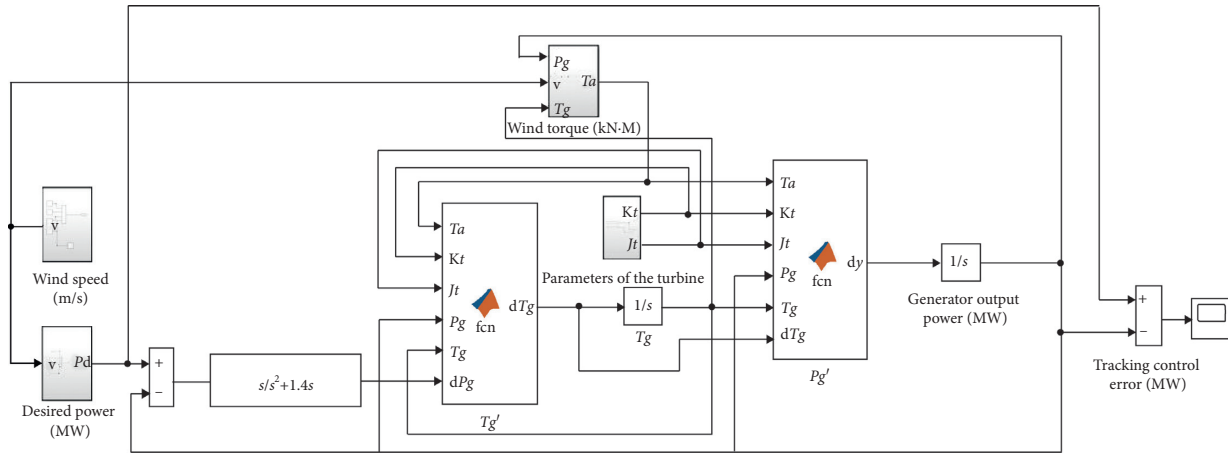 Pg
v
Ta
Tg
Wind torque (kN·M)
v
Wind speed
(m/s)
v
Pd
Desired power
(MW)
+
−
s/s²+1.4s
Ta
Kt
Jt
Pg
Tg
dPg
fcn
dTg
Tg′
Kt
Jt
Parameters of the turbine
1/s
Tg
Ta
Kt
Jt
Pg
Tg
dTg
fcn
dy
Pg′
1/s
Generator output
power (MW)
+
−
Tracking control
error (MW)